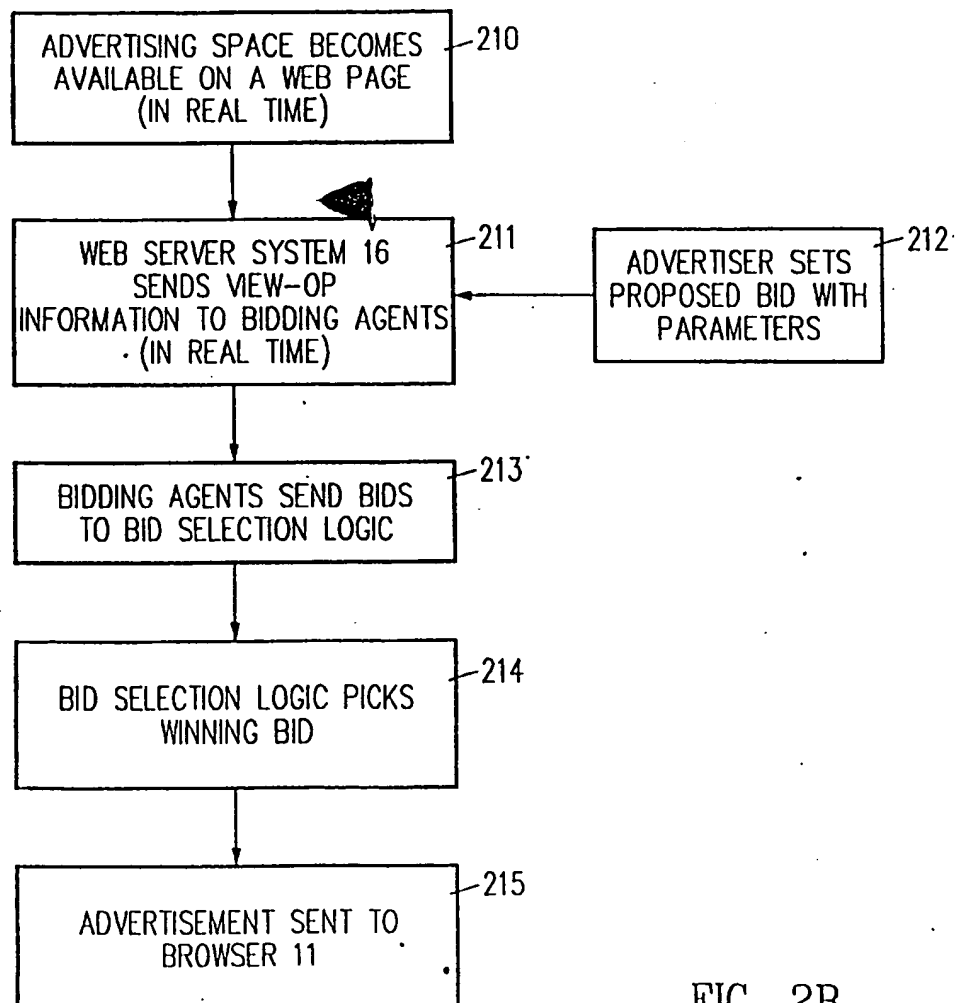 ADVERTISING SPACE BECOMES
AVAILABLE ON A WEB PAGE
(IN REAL TIME)
210
WEB SERVER SYSTEM 16
SENDS VIEW-OP
INFORMATION TO BIDDING AGENTS
(IN REAL TIME)
211
ADVERTISER SETS
PROPOSED BID WITH
PARAMETERS
212
BIDDING AGENTS SEND BIDS
TO BID SELECTION LOGIC
213
BID SELECTION LOGIC PICKS
WINNING BID
214
ADVERTISEMENT SENT TO
BROWSER 11
215
FIG. 2B